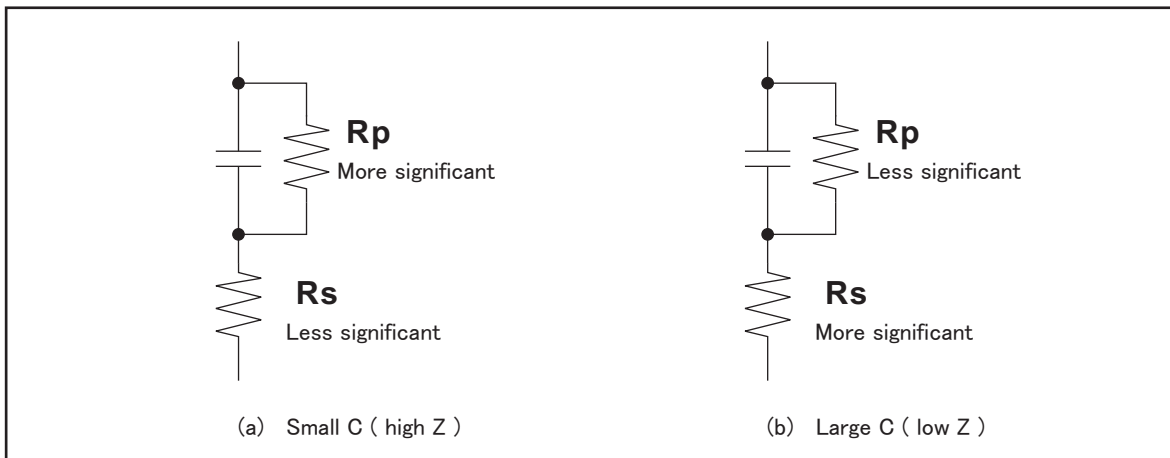 Rp
More significant
Rs
Less significant
(a) Small C ( high Z )
Rp
Less significant
Rs
More significant
(b) Large C ( low Z )